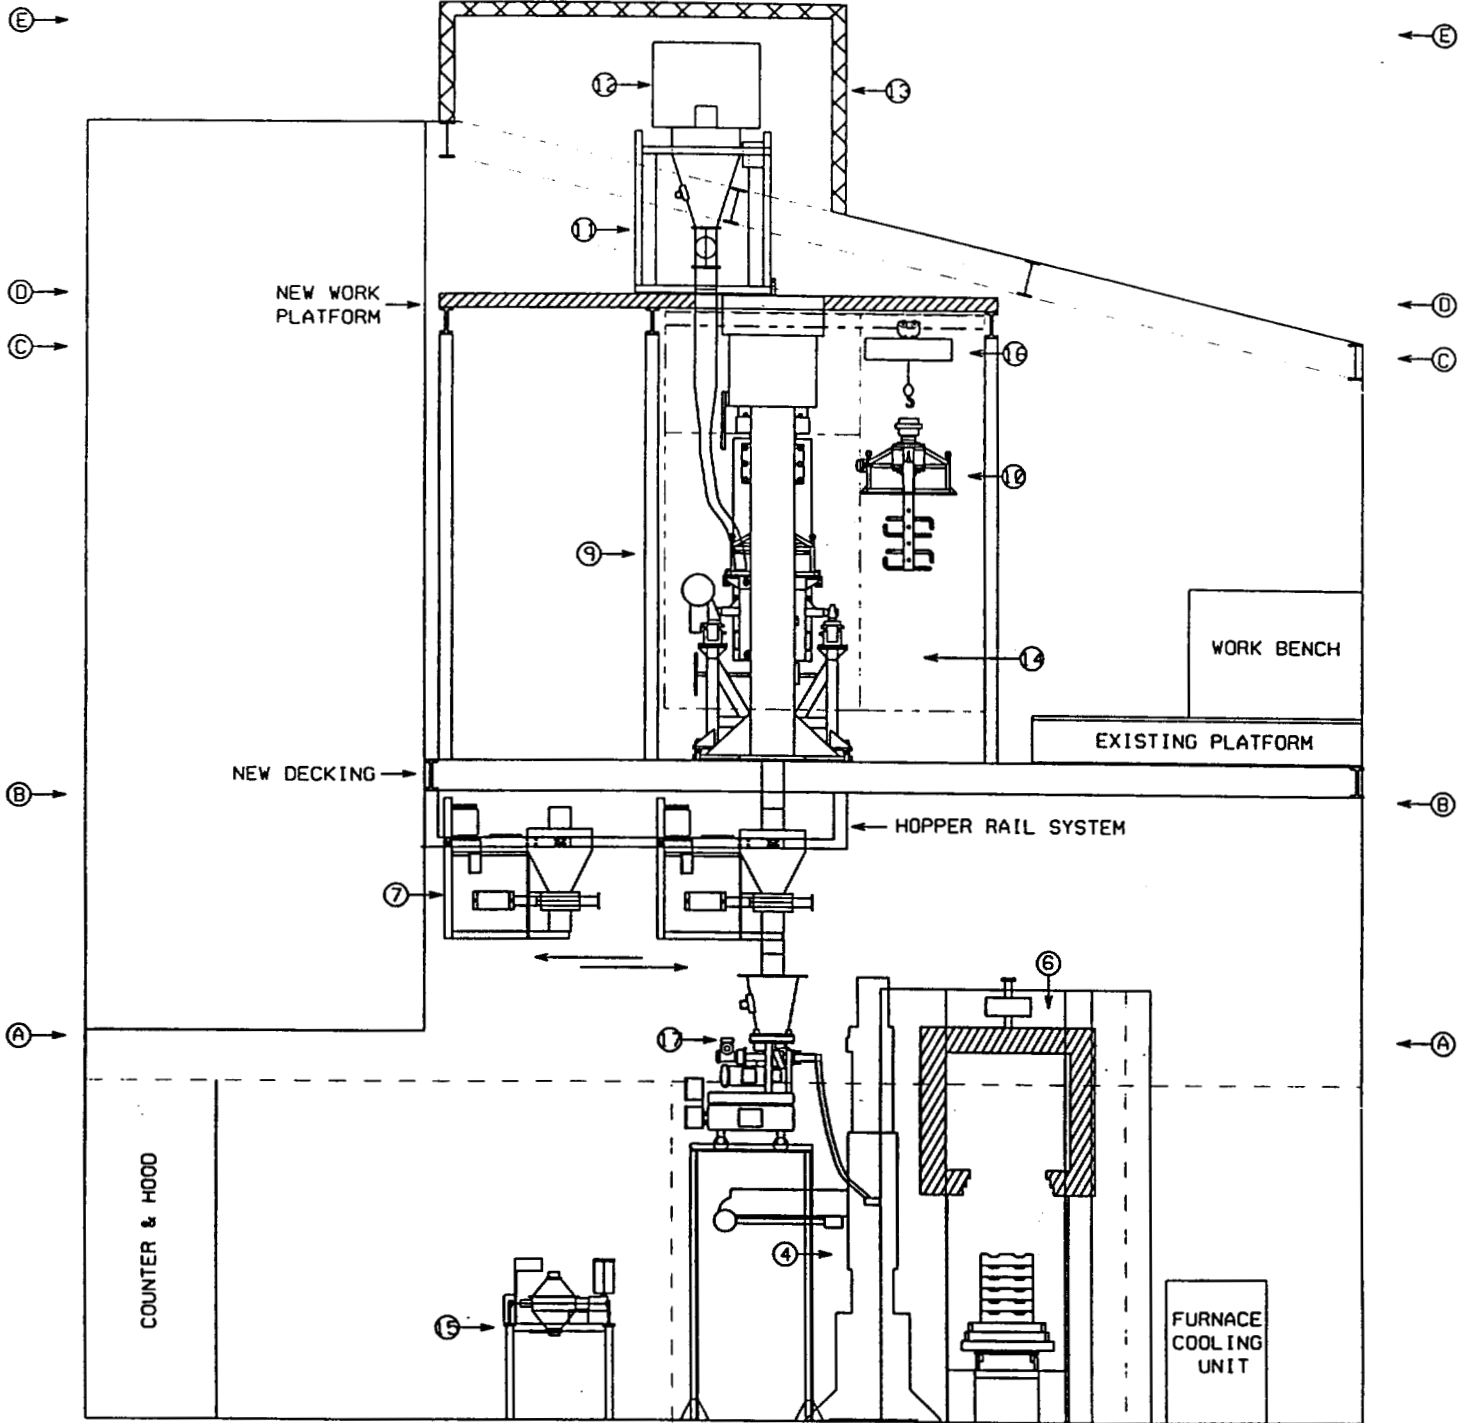 E
E
12
13
11
D
NEW WORK
PLATFORM
D
C
16
C
10
9
14
WORK BENCH
EXISTING PLATFORM
NEW DECKING
B
B
HOPPER RAIL SYSTEM
7
6
A
17
A
COUNTER & HOOD
4
15
FURNACE
COOLING
UNIT